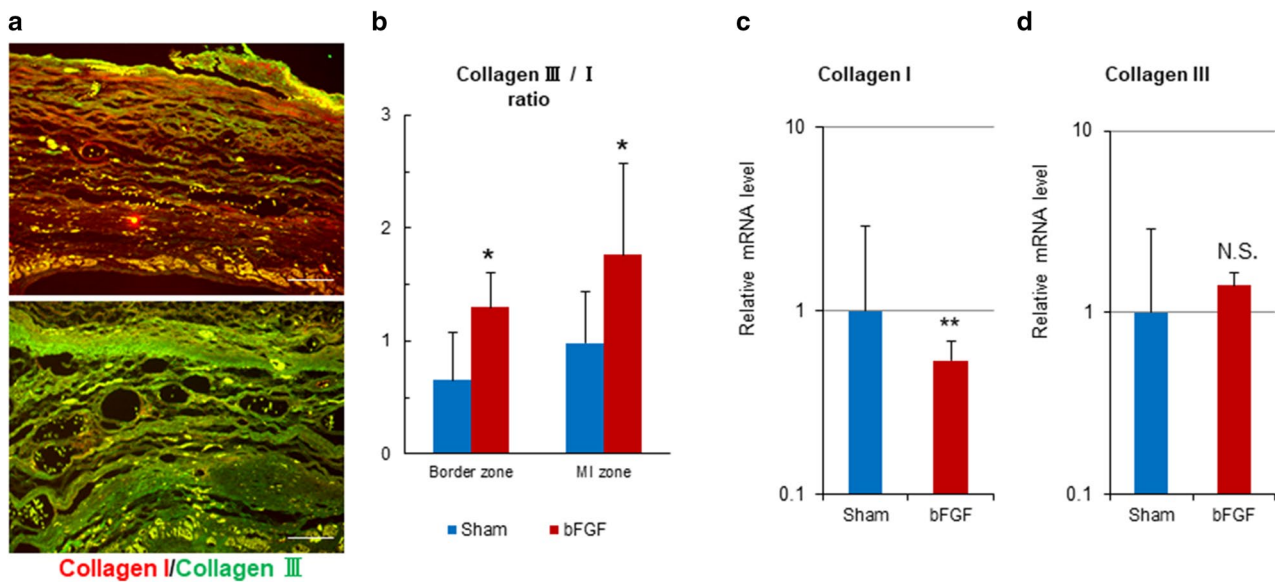 a
Collagen I/Collagen Ⅲ
b
Collagen Ⅲ / Ⅰ
ratio
3
2
1
0
*
*
Border zone
MI zone
Sham
bFGF
c
Collagen I
Relative mRNA level
10
1
0.1
**
Sham
bFGF
d
Collagen III
Relative mRNA level
10
1
0.1
N.S.
Sham
bFGF